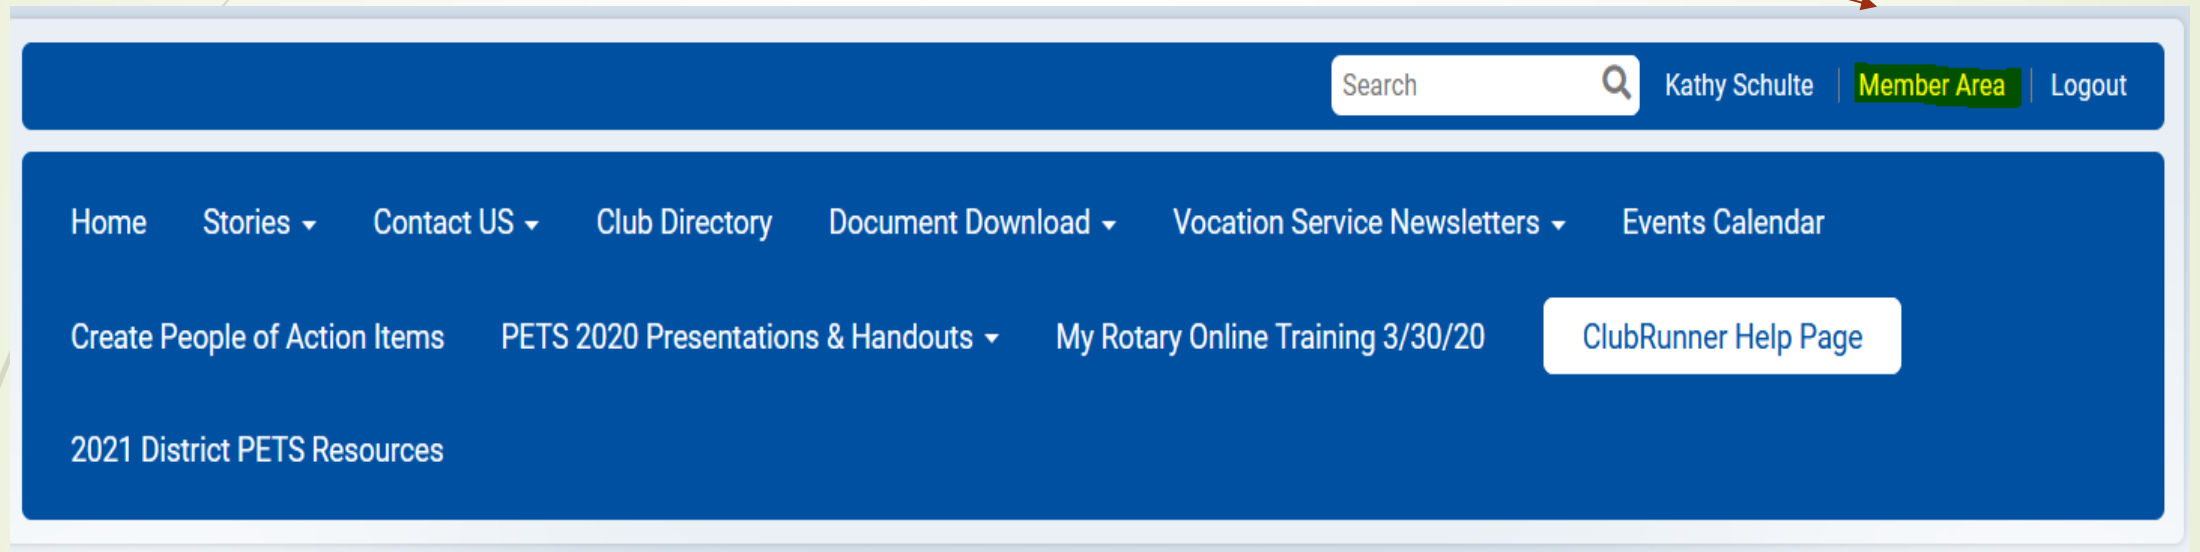 Search Kathy Schulte Member Area Logout
Home Stories Contact US Club Directory Document Download Vocation Service Newsletters Events Calendar
Create People of Action Items PETS 2020 Presentations & Handouts My Rotary Online Training 3/30/20 ClubRunner Help Page
2021 District PETS Resources